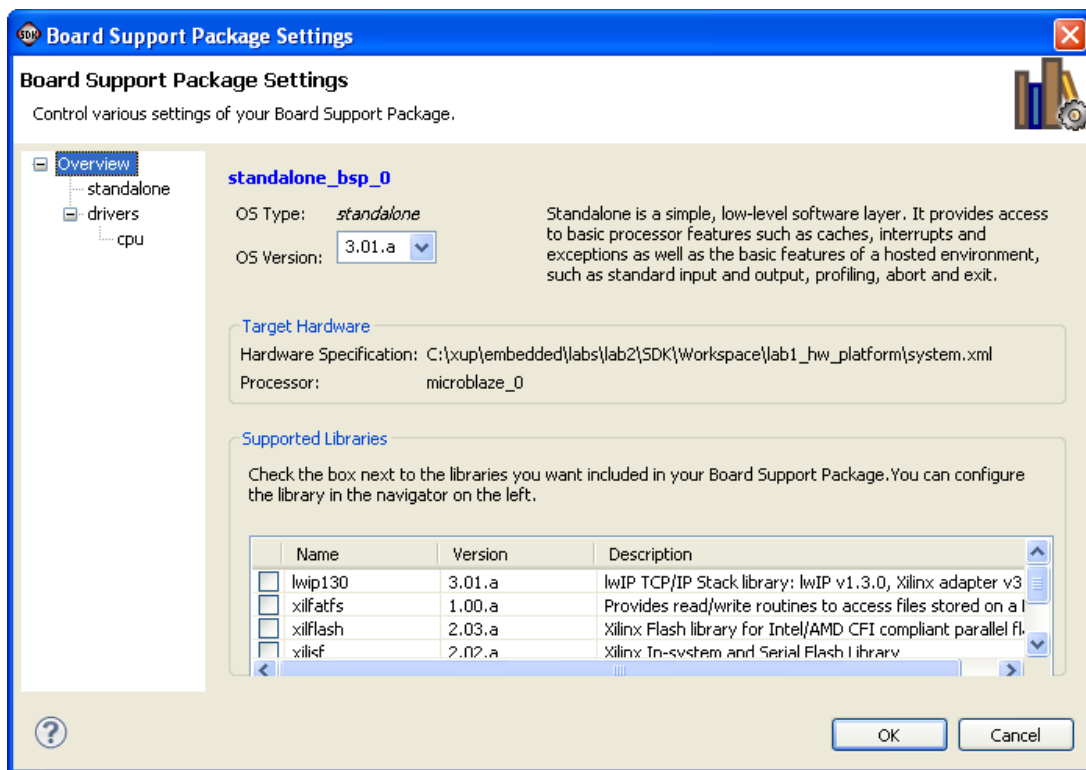 SDK Board Support Package Settings
Board Support Package Settings
Control various settings of your Board Support Package.
Overview
standalone
drivers
cpu
standalone_bsp_0
OS Type: standalone
OS Version: 3.01.a
Standalone is a simple, low-level software layer. It provides access
to basic processor features such as caches, interrupts and
exceptions as well as the basic features of a hosted environment,
such as standard input and output, profiling, abort and exit.
Target Hardware
Hardware Specification: C:\xup\embedded\labs\lab2\SDK\Workspace\lab1_hw_platform\system.xml
Processor: microblaze_0
Supported Libraries
Check the box next to the libraries you want included in your Board Support Package.You can configure
the library in the navigator on the left.
Name Version Description
lwip130 3.01.a lwIP TCP/IP Stack library: lwIP v1.3.0, Xilinx adapter v3
xilfatfs 1.00.a Provides read/write routines to access files stored on a
xilflash 2.03.a Xilinx Flash library for Intel/AMD CFI compliant parallel
xilisf 2.02.a Xilinx In-system and Serial Flash Library
?
OK Cancel